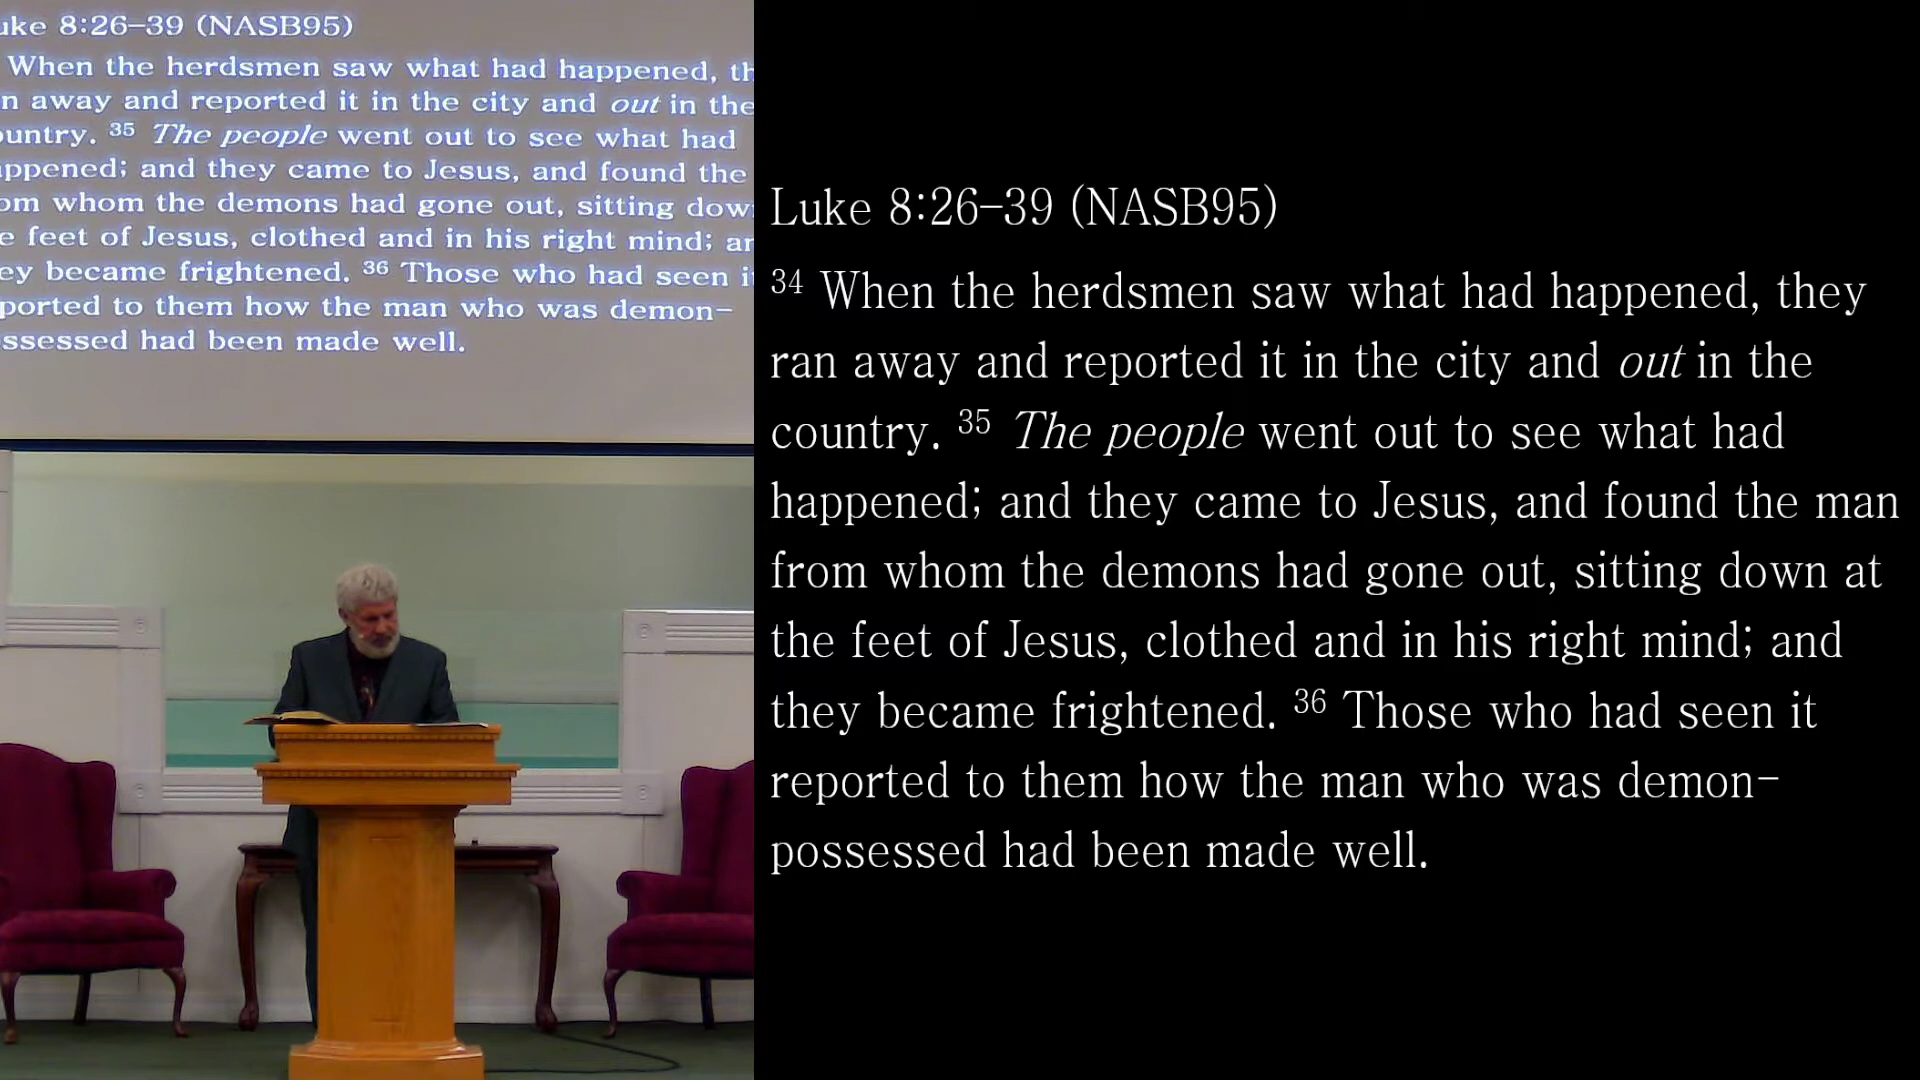 uke 8:26–39 (NASB95)
When the herdsmen saw what had happened, th
n away and reported it in the city and out in the
ountry. 35 The people went out to see what had
appened; and they came to Jesus, and found the
om whom the demons had gone out, sitting dow
e feet of Jesus, clothed and in his right mind; an
ey became frightened. 36 Those who had seen i
ported to them how the man who was demon-
ssessed had been made well.
Luke 8:26–39 (NASB95)
34 When the herdsmen saw what had happened, they
ran away and reported it in the city and out in the
country. 35 The people went out to see what had
happened; and they came to Jesus, and found the man
from whom the demons had gone out, sitting down at
the feet of Jesus, clothed and in his right mind; and
they became frightened. 36 Those who had seen it
reported to them how the man who was demon-
possessed had been made well.